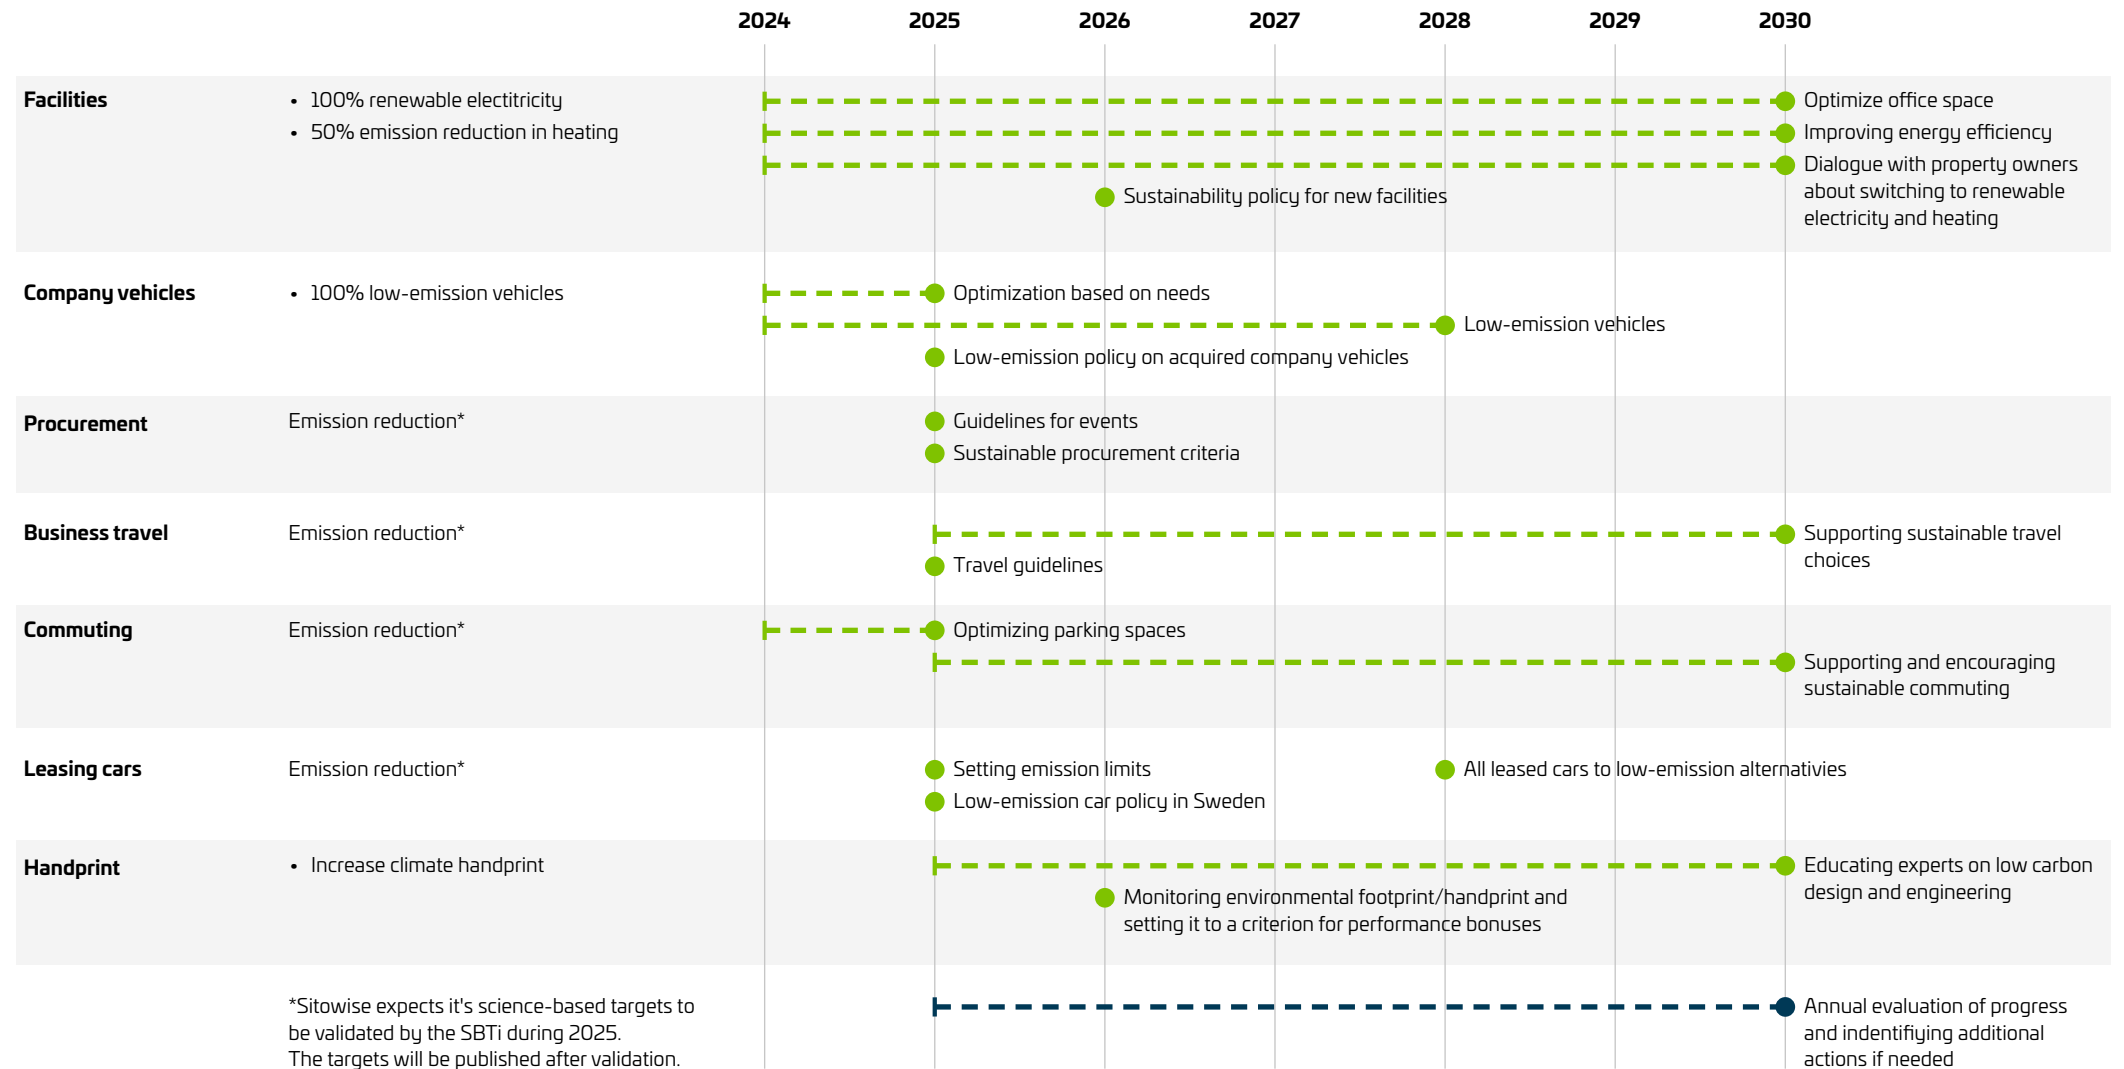 2024 2025 2026 2027 2028 2029 2030
Facilities
• 100% renewable electitricity
• 50% emission reduction in heating
Optimize office space
Improving energy efficiency
Dialogue with property owners
about switching to renewable
electricity and heating
Sustainability policy for new facilities
Company vehicles
• 100% low-emission vehicles
Optimization based on needs
Low-emission vehicles
Low-emission policy on acquired company vehicles
Procurement
Emission reduction*
Guidelines for events
Sustainable procurement criteria
Business travel
Emission reduction*
Supporting sustainable travel
choices
Travel guidelines
Commuting
Emission reduction*
Optimizing parking spaces
Supporting and encouraging
sustainable commuting
Leasing cars
Emission reduction*
Setting emission limits
All leased cars to low-emission alternativies
Low-emission car policy in Sweden
Handprint
• Increase climate handprint
Educating experts on low carbon
design and engineering
Monitoring environmental footprint/handprint and
setting it to a criterion for performance bonuses
*Sitowise expects it's science-based targets to
be validated by the SBTi during 2025.
The targets will be published after validation.
Annual evaluation of progress
and indentifiying additional
actions if needed